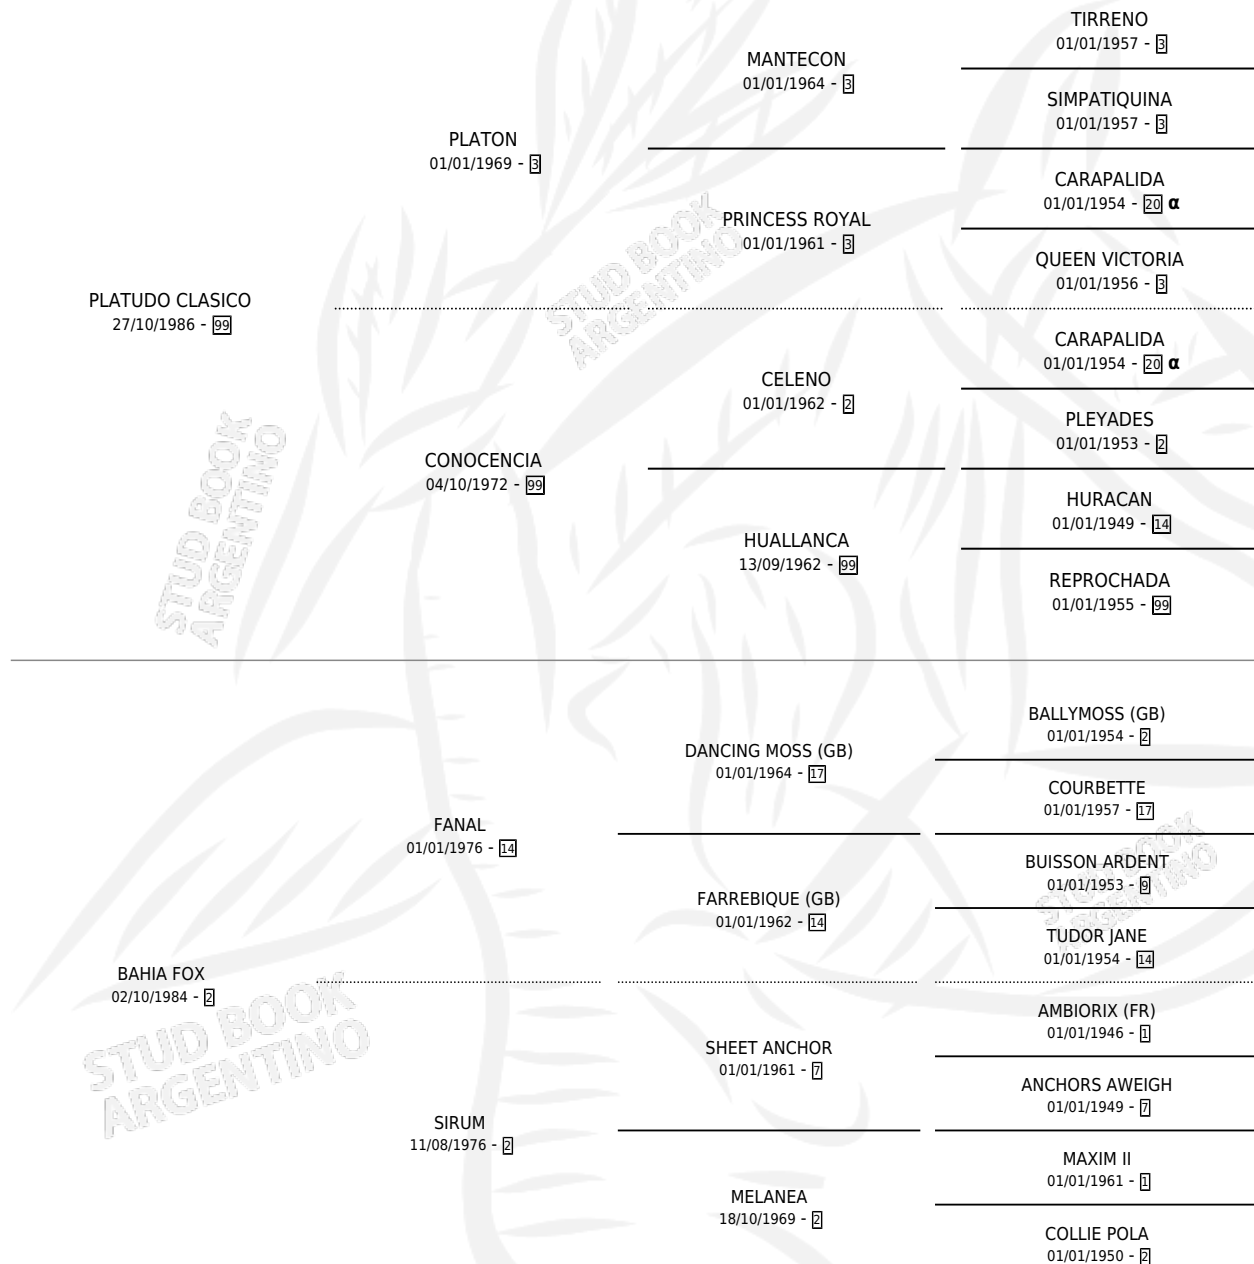 TIRRENO
01/01/1957 - 3
MANTECON
01/01/1964 - 3
SIMPATIQUINA
01/01/1957 - 3
PLATON
01/01/1969 - 3
CARAPALIDA
01/01/1954 - 20 α
PRINCESS ROYAL
01/01/1961 - 3
QUEEN VICTORIA
01/01/1956 - 3
STUD BOOK
ARGENTINO
PLATUDO CLASICO
27/10/1986 - 99
CARAPALIDA
01/01/1954 - 20 α
CELENO
01/01/1962 - 2
PLEYADES
01/01/1953 - 2
CONOCENCIA
04/10/1972 - 99
HURACAN
01/01/1949 - 14
HUALLANCA
13/09/1962 - 99
REPROCHADA
01/01/1955 - 99
STUD BOOK
ARGENTINO
BALLYMOSS (GB)
01/01/1954 - 2
DANCING MOSS (GB)
01/01/1964 - 17
COURBETTE
01/01/1957 - 17
FANAL
01/01/1976 - 14
BUISSON ARDENT
01/01/1953 - 9
STUD BOOK
ARGENTINO
FARREBIQUE (GB)
01/01/1962 - 14
TUDOR JANE
01/01/1954 - 14
BAHIA FOX
02/10/1984 - 2
STUD BOOK
ARGENTINO
AMBIORIX (FR)
01/01/1946 - 1
SHEET ANCHOR
01/01/1961 - 7
ANCHORS AWEIGH
01/01/1949 - 7
SIRUM
11/08/1976 - 2
MAXIM II
01/01/1961 - 1
MELANEA
18/10/1969 - 2
COLLIE POLA
01/01/1950 - 2